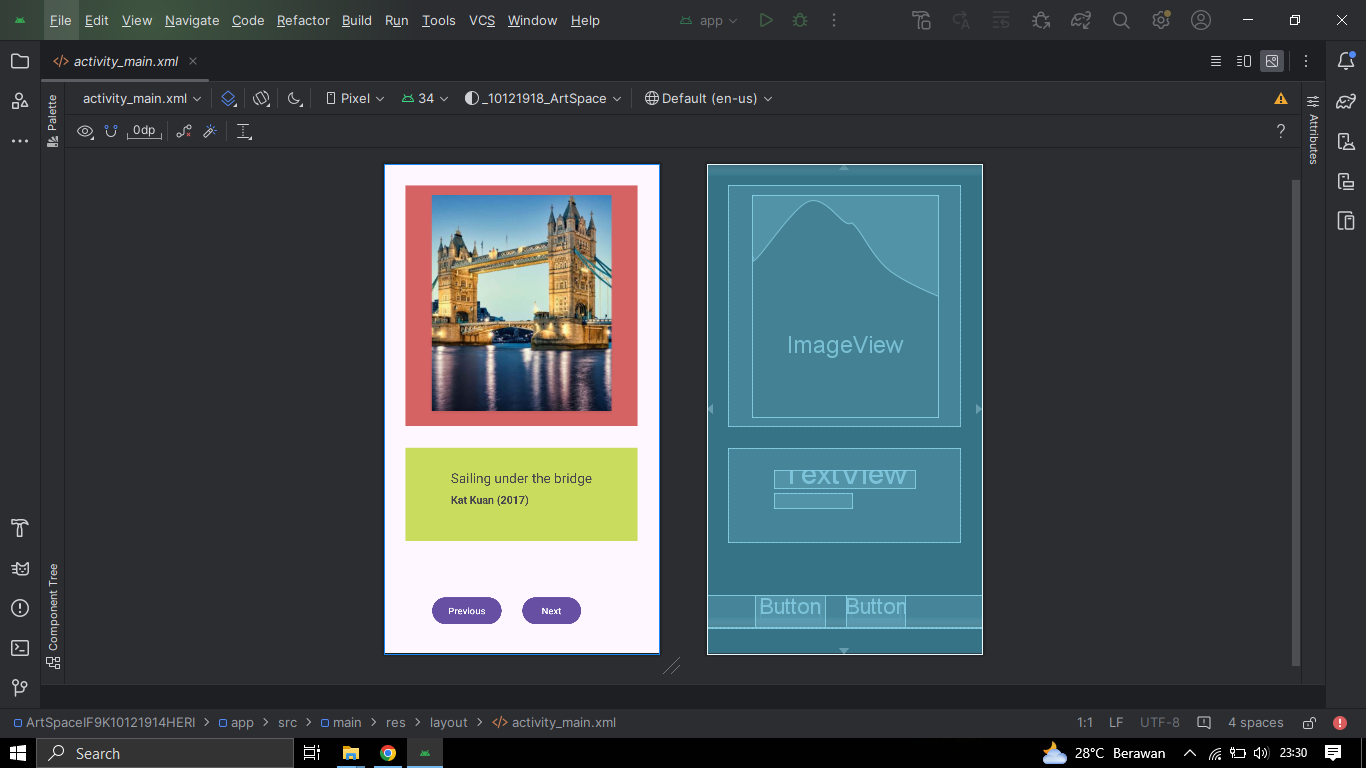 File Edit View Navigate Code Refactor Build Run Tools VCS Window Help app
activity_main.xml
activity_main.xml Pixel 34 _10121918_ArtSpace Default (en-us)
0dp ?
Palette
Attributes
Component Tree
Sailing under the bridge
Kat Kuan (2017)
Previous Next
ImageView
TextView
Button Button
ArtSpaceIF9K10121914HERI app src main res layout activity_main.xml 1:1 LF UTF-8 4 spaces
Search 28°C Berawan 23:30